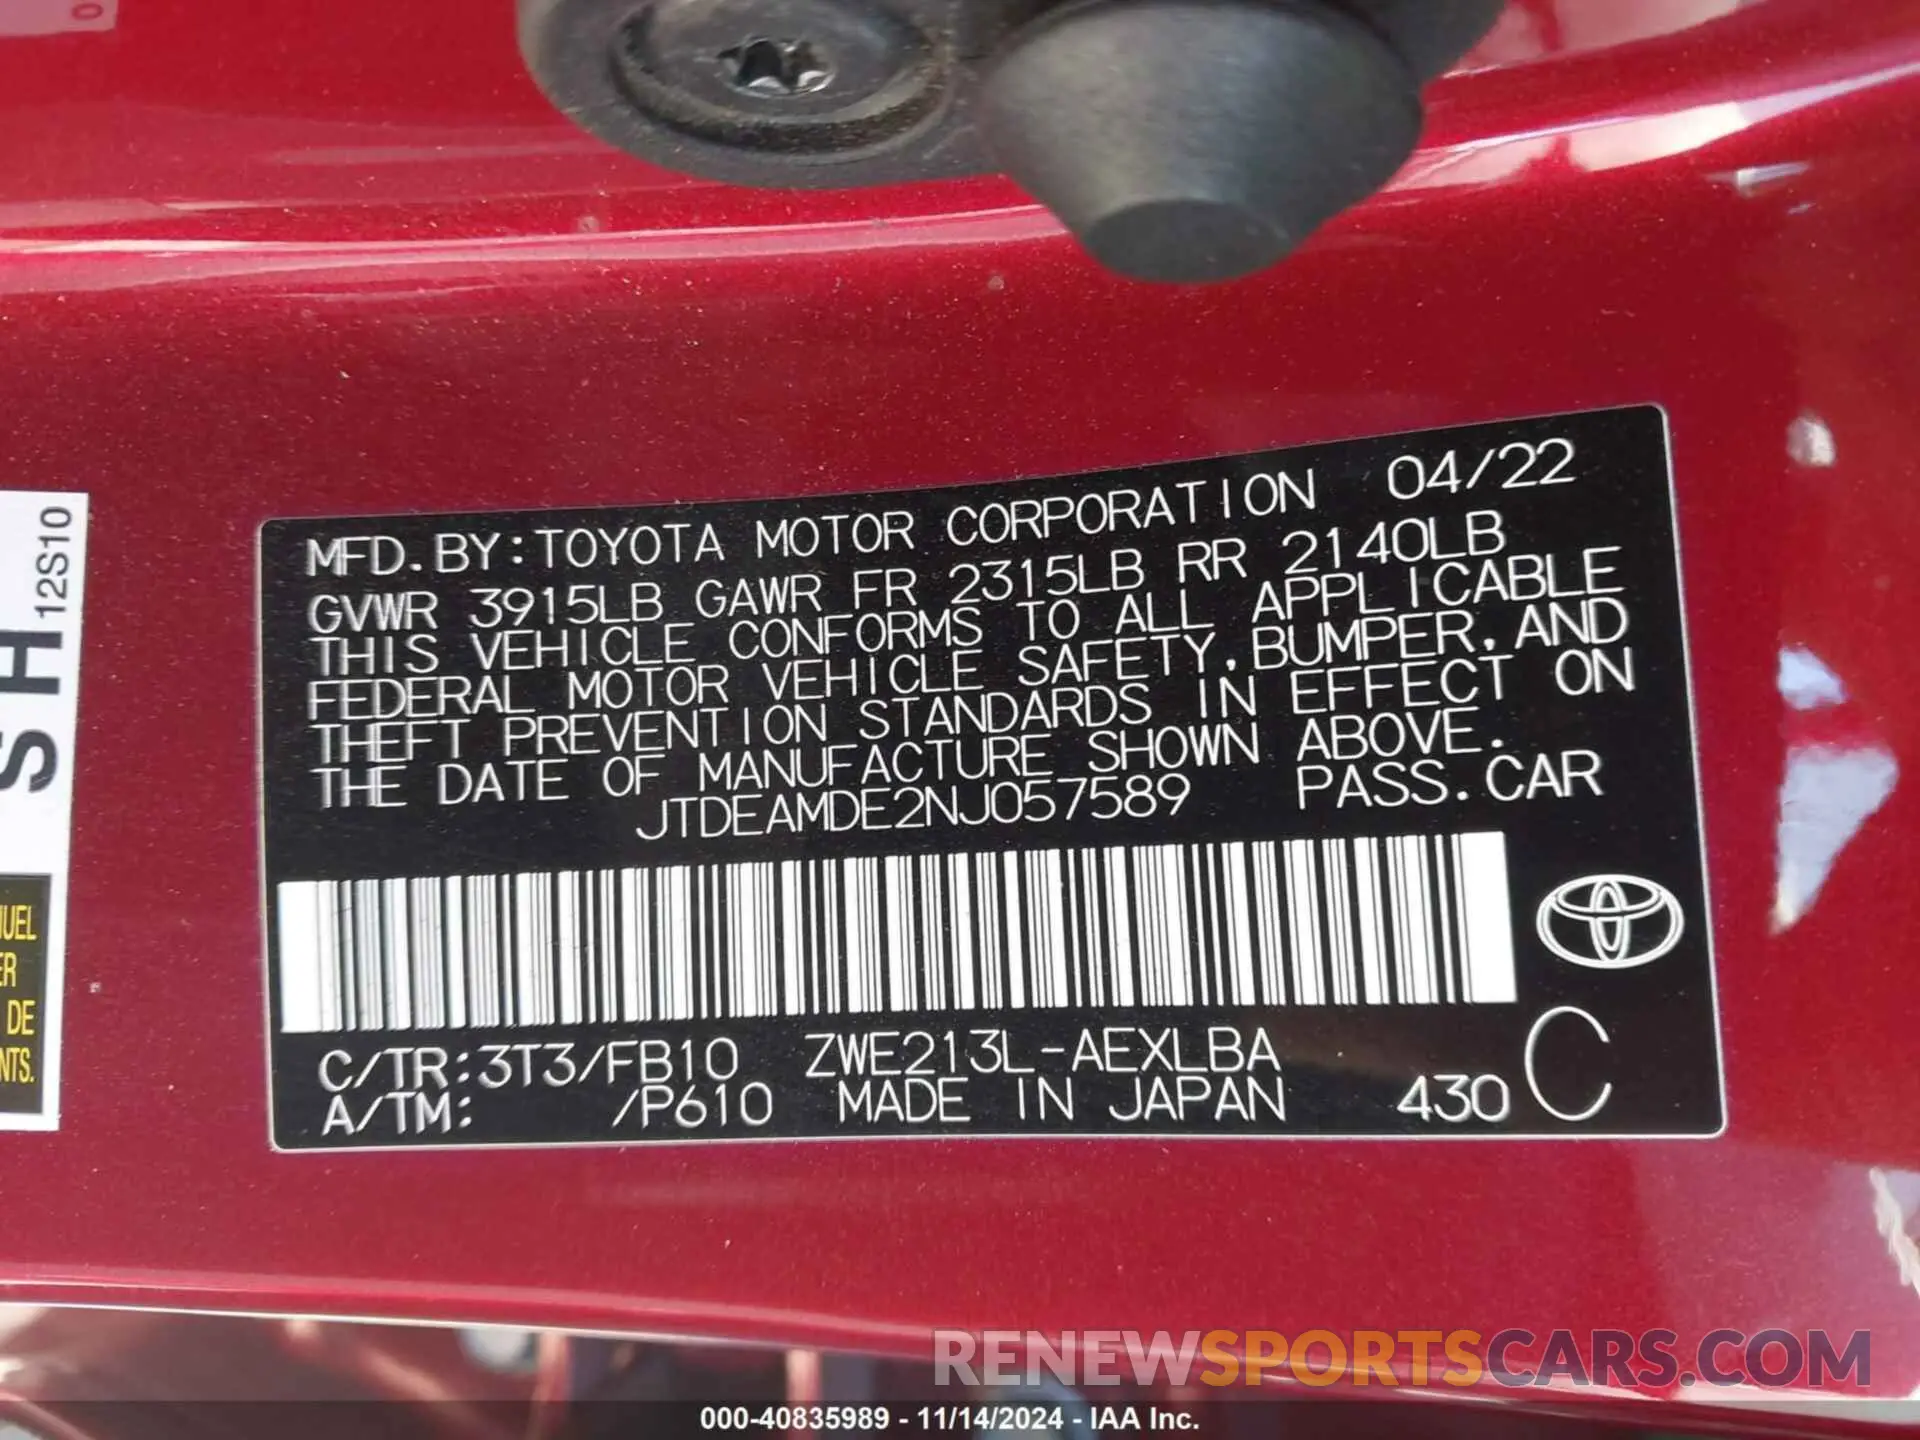 MFD.BY:TOYOTA MOTOR CORPORATION 04/22
GVWR 3915LB GAWR FR 2315LB RR 2140LB
THIS VEHICLE CONFORMS TO ALL APPLICABLE
FEDERAL MOTOR VEHICLE SAFETY,BUMPER,AND
THEFT PREVENTION STANDARDS IN EFFECT ON
THE DATE OF MANUFACTURE SHOWN ABOVE.
JTDEAMDE2NJ057589 PASS.CAR
C/TR:3T3/FB10 ZWE213L-AEXLBA
A/TM: /P610 MADE IN JAPAN 430 C
SH
12S10
DE
NTS.
RENEWSPORTSCARS.COM
000-40835989 - 11/14/2024 - IAA Inc.